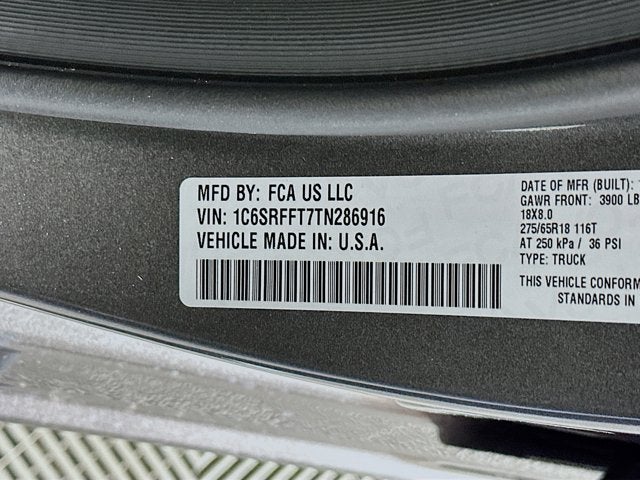 MFD BY: FCA US LLC
VIN: 1C6SRFFT7TN286916
VEHICLE MADE IN: U.S.A.
DATE OF MFR (BUILT):
GAWR FRONT: 3900 LB
18X8.0
275/65R18 116T
AT 250 kPa / 36 PSI
TYPE: TRUCK
THIS VEHICLE CONFORM
STANDARDS IN